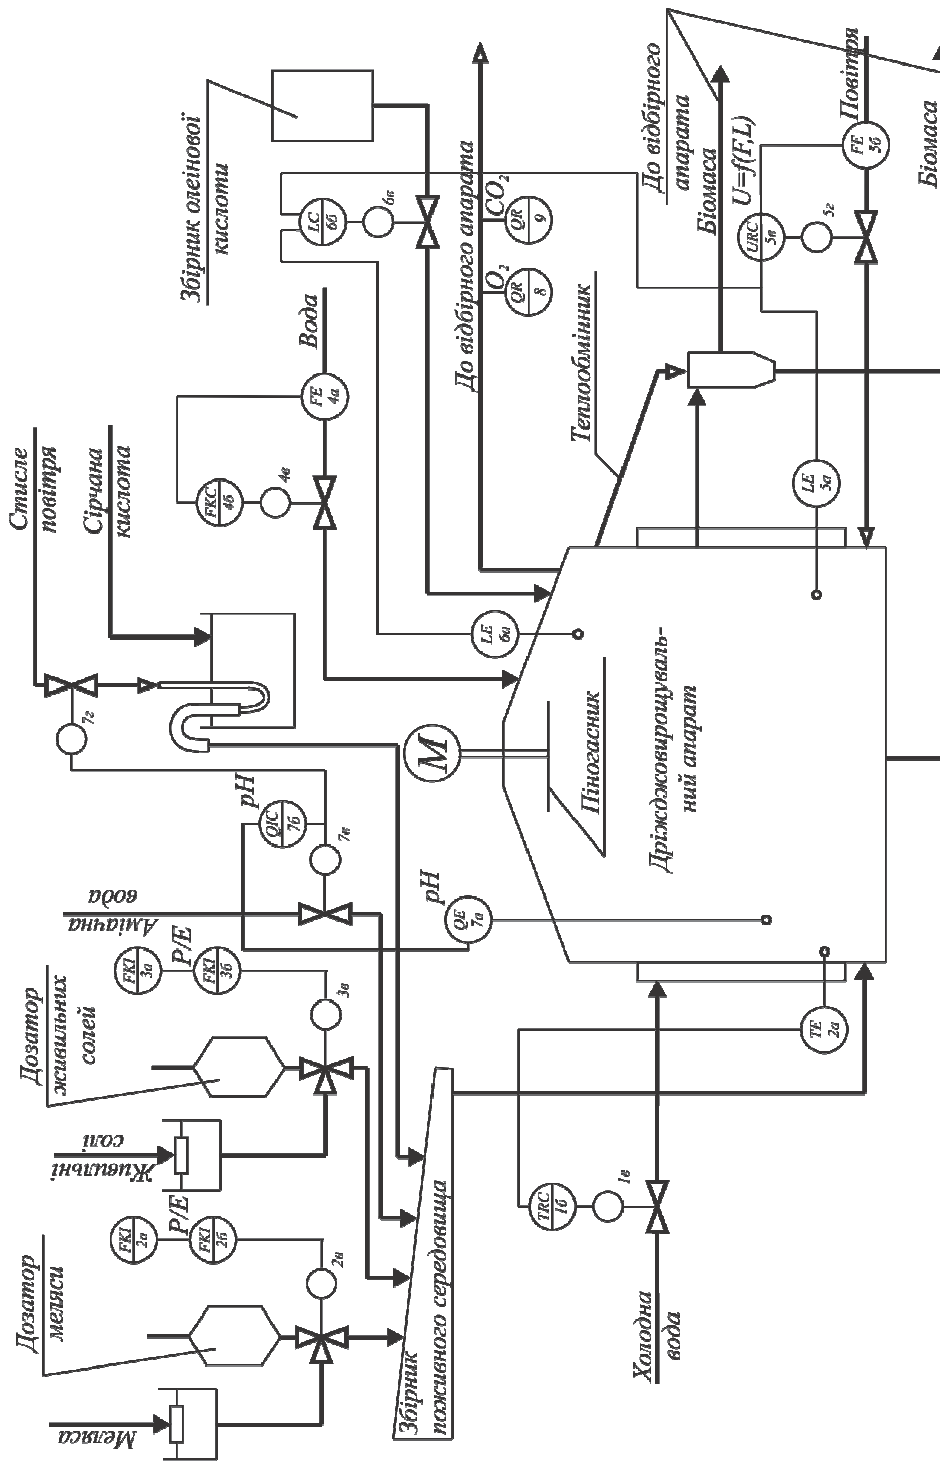 Меляса
Дозатор
меляси
FKI
2а
P/E
FKI
2б
2в
Живильні
солі
Дозатор
живильних
солей
FKI
3а
P/E
FKI
3б
3в
Аміачна
вода
Стисле
повітря
Сірчана
кислота
7г
pH
QIC
7б
7в
pH
QE
7а
FKC
4б
4в
FE
4а
Вода
Збірник олеінової
кислоти
LC
6б
6в
LE
6а
До відбірного апарата
O2
QR
8
CO2
QR
9
До відбірного
апарата
Біомаса
U=f(F,L)
URC
5в
5г
FE
5б
Повітря
Біомаса
Теплообмінник
LE
5а
M
Піногасник
Дріжджовирощуваль-
ний апарат
Збірник
поживного середовища
TRC
1б
1в
TE
2а
Холодна
вода